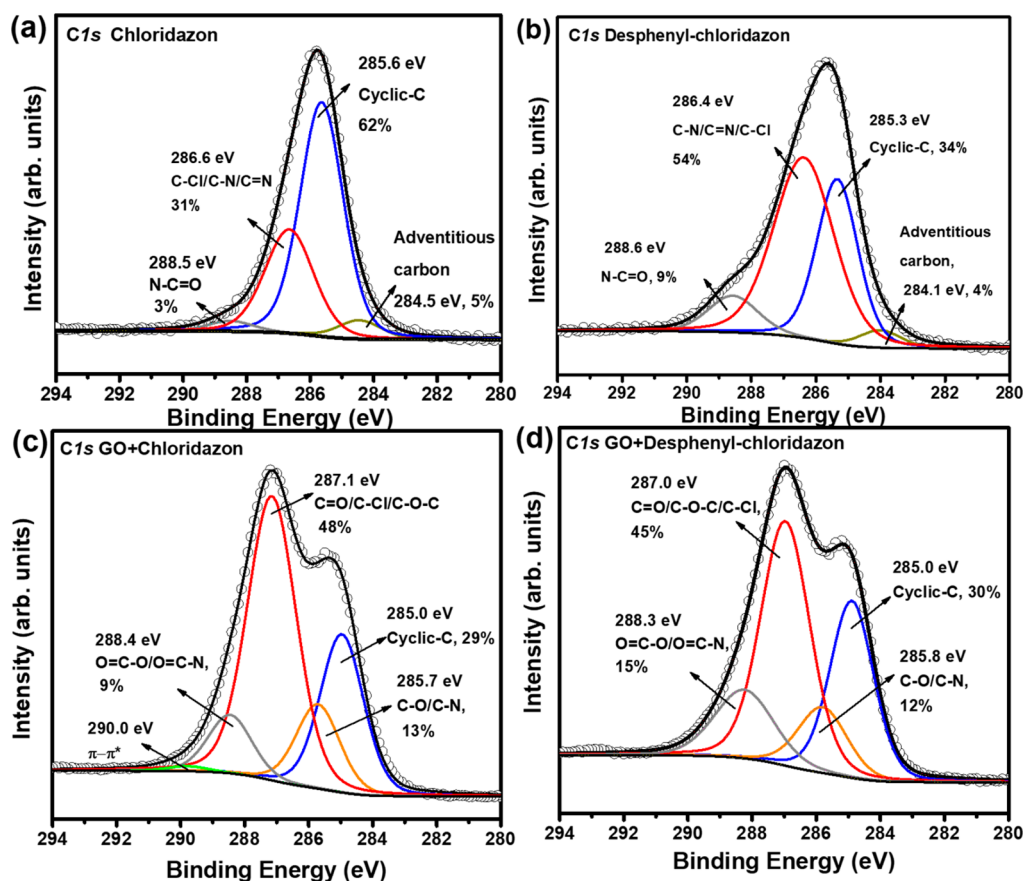 (a)
C1s Chloridazon
285.6 eV
Cyclic-C
62%
286.6 eV
C-Cl/C-N/C=N
31%
288.5 eV
N-C=O
3%
Adventitious
carbon
284.5 eV, 5%
Intensity (arb. units)
294 292 290 288 286 284 282 280
Binding Energy (eV)
(b)
C1s Desphenyl-chloridazon
286.4 eV
C-N/C=N/C-Cl
54%
285.3 eV
Cyclic-C, 34%
288.6 eV
N-C=O, 9%
Adventitious
carbon,
284.1 eV, 4%
Intensity (arb. units)
294 292 290 288 286 284 282 280
Binding Energy (eV)
(c)
C1s GO+Chloridazon
287.1 eV
C=O/C-Cl/C-O-C
48%
288.4 eV
O=C-O/O=C-N,
9%
290.0 eV
π–π*
285.0 eV
Cyclic-C, 29%
285.7 eV
C-O/C-N,
13%
Intensity (arb. units)
294 292 290 288 286 284 282 280
Binding Energy (eV)
(d)
C1s GO+Desphenyl-chloridazon
287.0 eV
C=O/C-O-C/C-Cl,
45%
288.3 eV
O=C-O/O=C-N,
15%
285.0 eV
Cyclic-C, 30%
285.8 eV
C-O/C-N,
12%
Intensity (arb. units)
294 292 290 288 286 284 282 280
Binding Energy (eV)